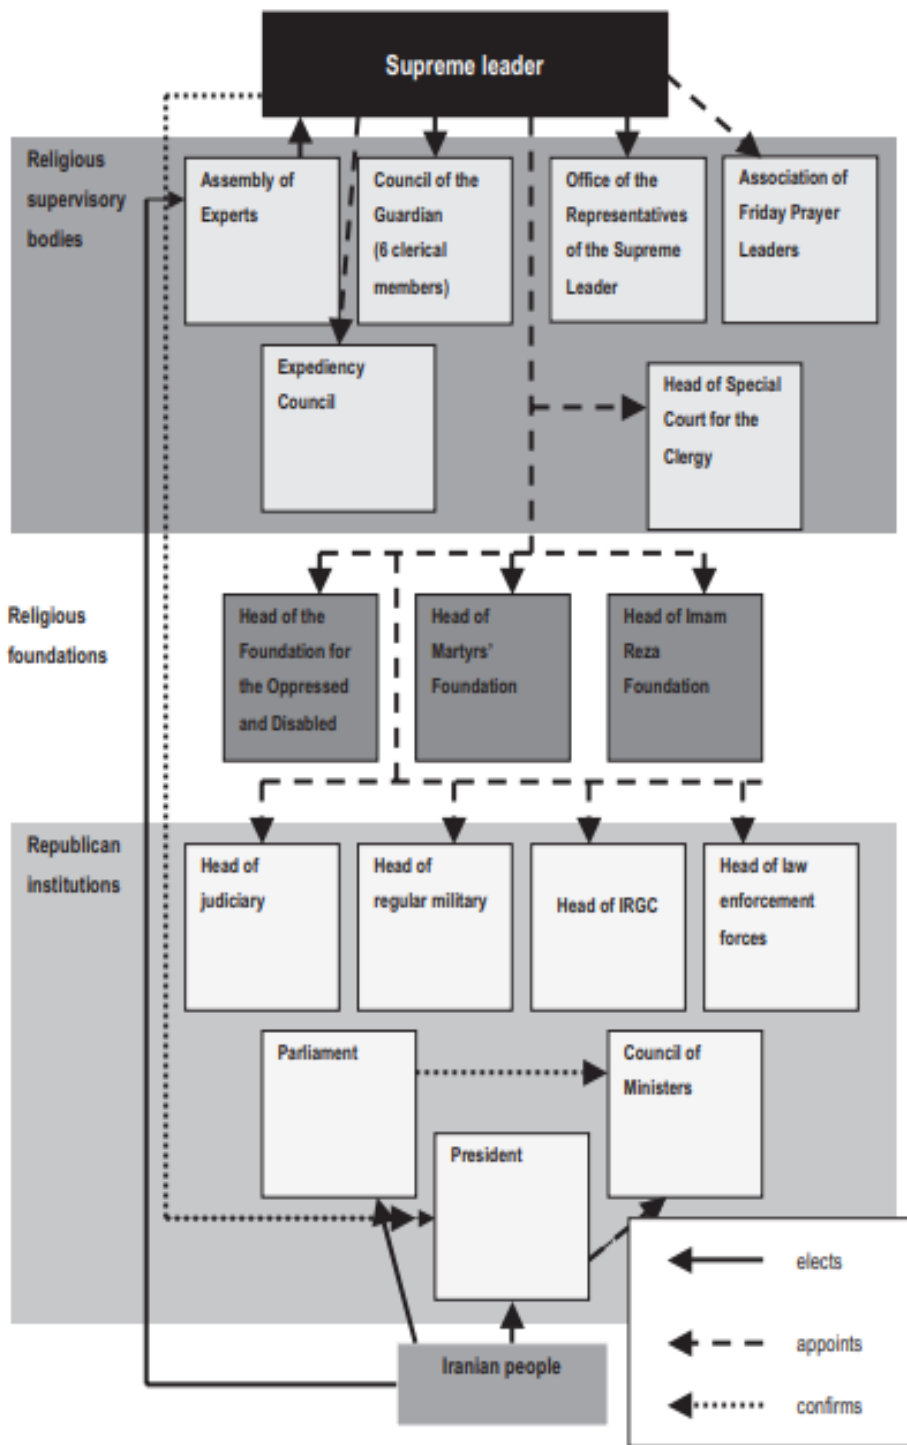 Supreme leader
Religious
supervisory
bodies
Assembly of
Experts
Council of the
Guardian
(6 clerical
members)
Office of the
Representatives
of the Supreme
Leader
Association of
Friday Prayer
Leaders
Expediency
Council
Head of Special
Court for the
Clergy
Religious
foundations
Head of the
Foundation for
the Oppressed
and Disabled
Head of
Martyrs’
Foundation
Head of Imam
Reza
Foundation
Republican
institutions
Head of
judiciary
Head of
regular military
Head of IRGC
Head of law
enforcement
forces
Parliament
Council of
Ministers
President
Iranian people
elects
appoints
confirms